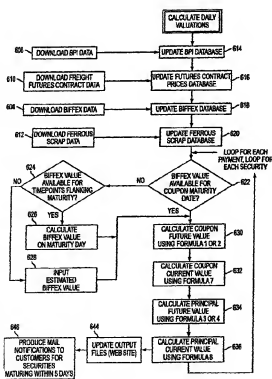 CALCULATE DAILY
VALUATIONS
606
DOWNLOAD BPI DATA
UPDATE BPI DATABASE
614
610
DOWNLOAD FREIGHT
FUTURES CONTRACT DATA
UPDATE FUTURES CONTRACT
PRICES DATABASE
616
608
DOWNLOAD BIFFEX DATA
UPDATE BIFFEX DATABASE
618
612
DOWNLOAD FERROUS
SCRAP DATA
UPDATE FERROUS
SCRAP DATABASE
620
LOOP FOR EACH
PAYMENT, LOOP FOR
EACH SECURITY
624
BIFFEX VALUE
AVAILABLE FOR
TIMEPOINTS FLANKING
MATURITY?
NO
YES
NO
BIFFEX VALUE
AVAILABLE FOR
COUPON MATURITY
DATE?
622
YES
626
CALCULATE
BIFFEX VALUE
ON MATURITY DAY
628
INPUT
ESTIMATED
BIFFEX VALUE
CALCULATE COUPON
FUTURE VALUE
USING FORMULA 1 OR 2
630
CALCULATE COUPON
CURRENT VALUE
USING FORMULA 7
632
CALCULATE PRINCIPAL
FUTURE VALUE
USING FORMULA 3 OR 4
634
CALCULATE PRINCIPAL
CURRENT VALUE
USING FORMULA 8
636
644
UPDATE OUTPUT
FILES (WEB SITE)
646
PRODUCE MAIL
NOTIFICATIONS TO
CUSTOMERS FOR
SECURITIES
MATURING WITHIN 5 DAYS